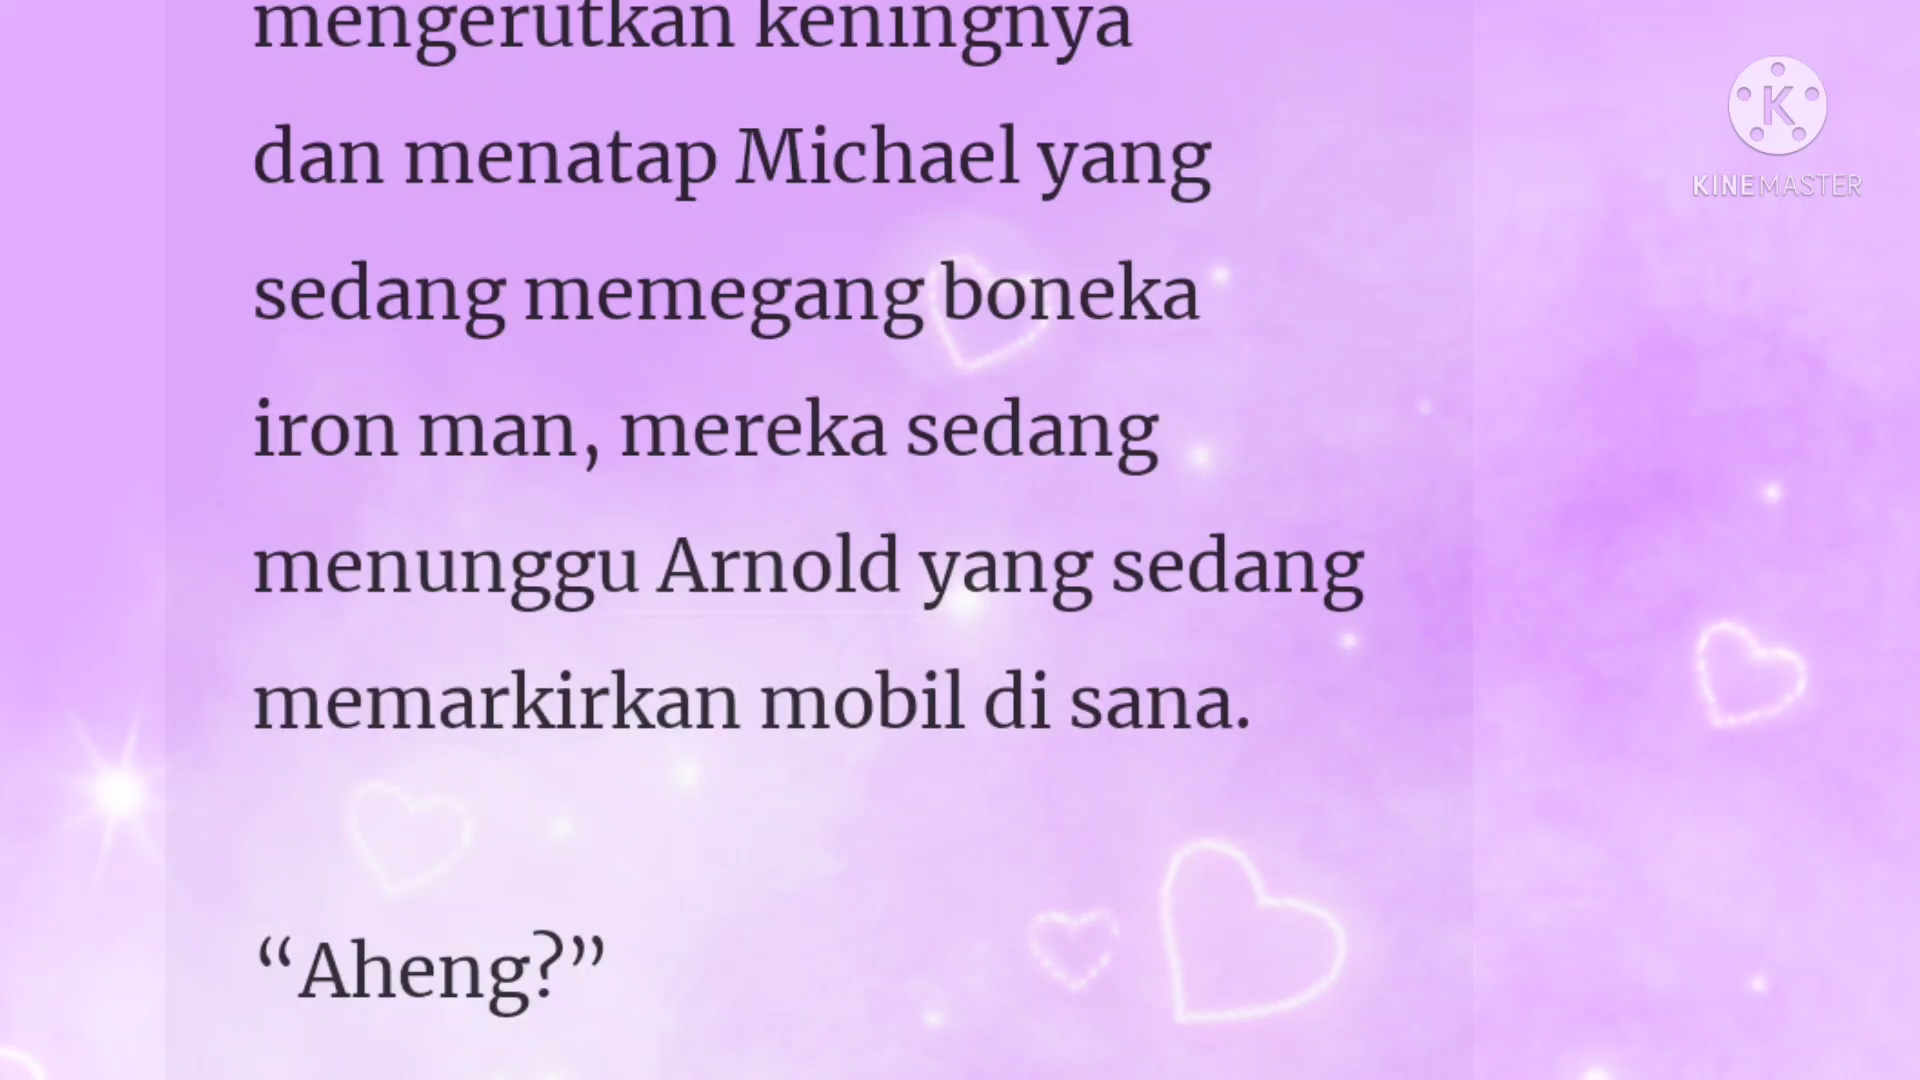 mengerutkan keningnya
dan menatap Michael yang
sedang memegang boneka
iron man, mereka sedang
menunggu Arnold yang sedang
memarkirkan mobil di sana.
“Aheng?”
K
KINEMASTER